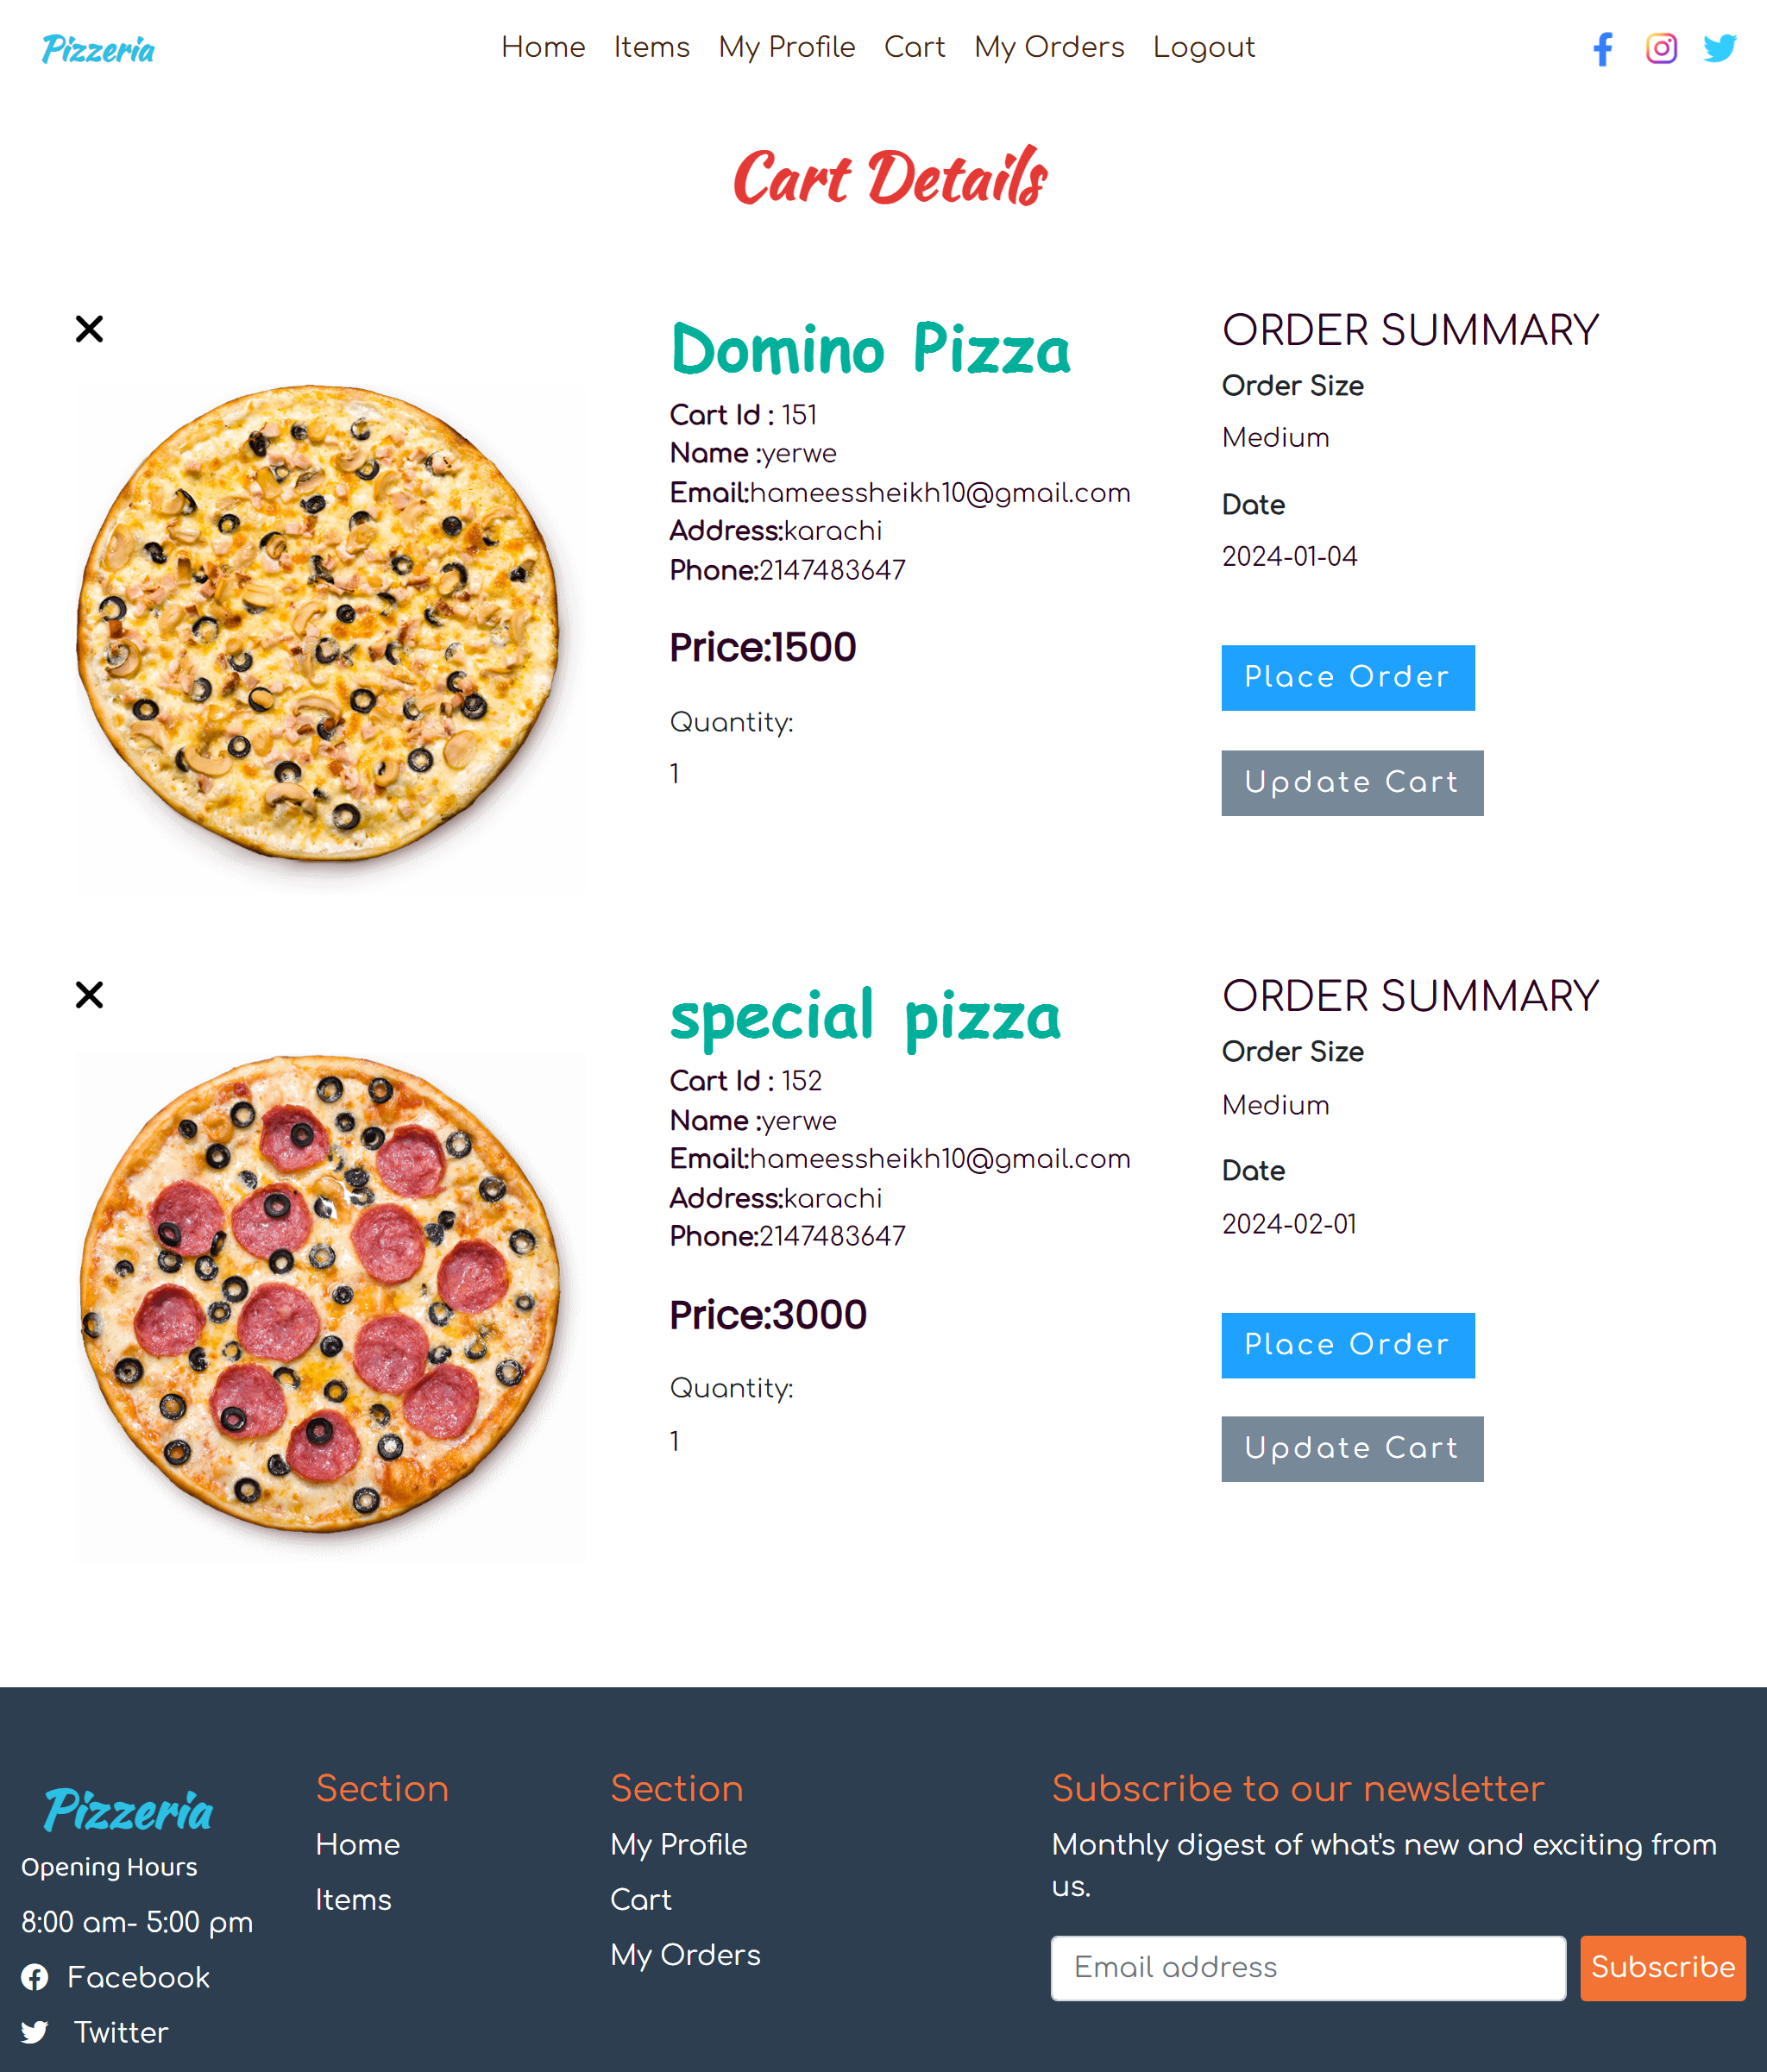 Pizzeria
Home Items My Profile Cart My Orders Logout
Cart Details
Domino Pizza
Cart Id : 151
Name :yerwe
Email:hameessheikh10@gmail.com
Address:karachi
Phone:2147483647
Price:1500
Quantity:
1
ORDER SUMMARY
Order Size
Medium
Date
2024-01-04
Place Order
Update Cart
special pizza
Cart Id : 152
Name :yerwe
Email:hameessheikh10@gmail.com
Address:karachi
Phone:2147483647
Price:3000
Quantity:
1
ORDER SUMMARY
Order Size
Medium
Date
2024-02-01
Place Order
Update Cart
Pizzeria
Opening Hours
8:00 am- 5:00 pm
Facebook
Twitter
Section
Home
Items
Section
My Profile
Cart
My Orders
Subscribe to our newsletter
Monthly digest of what's new and exciting from
us.
Email address
Subscribe